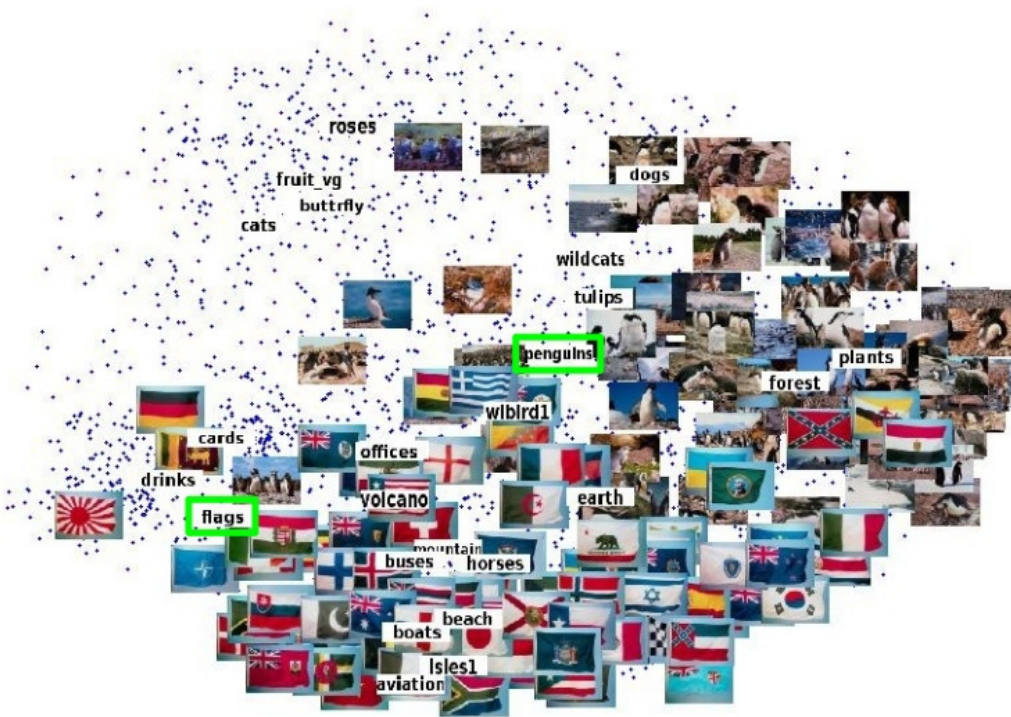 roses
dogs
fruit_vg
buttrfly
cats
wildcats
tulips
penguins
plants
forest
wlbird1
cards
offices
drinks
volcano
earth
flags
mountain
buses
horses
beach
boats
Isles1
aviation